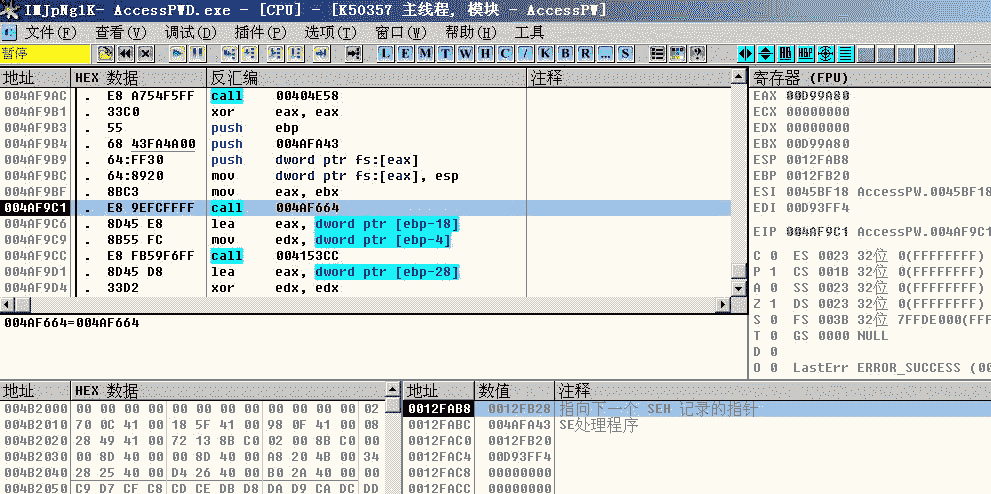 IMJpNg1K- AccessPWD.exe - [CPU] - [K50357 主线程, 模块 - AccessPW]
文件(F) 查看(V) 调试(D) 插件(P) 选项(T) 窗口(W) 帮助(H) 工具
暂停 L E M T W H C / K B R ... S
地址 HEX 数据 反汇编 注释
004AF9AC . E8 A754F5FF call 00404E58
004AF9B1 . 33C0 xor eax, eax
004AF9B3 . 55 push ebp
004AF9B4 . 68 43FA4A00 push 004AFA43
004AF9B9 . 64:FF30 push dword ptr fs:[eax]
004AF9BC . 64:8920 mov dword ptr fs:[eax], esp
004AF9BF . 8BC3 mov eax, ebx
004AF9C1 . E8 9EFCFFFF call 004AF664
004AF9C6 . 8D45 E8 lea eax, dword ptr [ebp-18]
004AF9C9 . 8B55 FC mov edx, dword ptr [ebp-4]
004AF9CC . E8 FB59F6FF call 004153CC
004AF9D1 . 8D45 D8 lea eax, dword ptr [ebp-28]
004AF9D4 . 33D2 xor edx, edx
004AF664=004AF664
寄存器 (FPU)
EAX 00D99A80
ECX 00000000
EDX 00000000
EBX 00D99A80
ESP 0012FAB8
EBP 0012FB20
ESI 0045BF18 AccessPW.0045BF18
EDI 00D93FF4
EIP 004AF9C1 AccessPW.004AF9C1
C 0 ES 0023 32位 0(FFFFFFFF)
P 1 CS 001B 32位 0(FFFFFFFF)
A 0 SS 0023 32位 0(FFFFFFFF)
Z 1 DS 0023 32位 0(FFFFFFFF)
S 0 FS 003B 32位 7FFDE000(FFF
T 0 GS 0000 NULL
D 0
O 0 LastErr ERROR_SUCCESS (00
地址 HEX 数据
004B2000 00 00 00 00 00 00 00 00 00 00 00 02
004B2010 70 0C 41 00 18 5F 41 00 98 0F 41 00 08
004B2020 28 49 41 00 72 13 8B C0 02 00 8B C0 00
004B2030 00 8D 40 00 00 8D 40 00 A8 20 4B 00 34
004B2040 28 25 40 00 D4 26 40 00 B0 2A 40 00 00
004B2050 C9 D7 CF C8 CD CE DB D8 DA D9 CA DC DD
地址 数值 注释
0012FAB8 0012FB28 指向下一个 SEH 记录的指针
0012FABC 004AFA43 SE处理程序
0012FAC0 0012FB20
0012FAC4 00D93FF4
0012FAC8 00000000
0012FACC 00000000